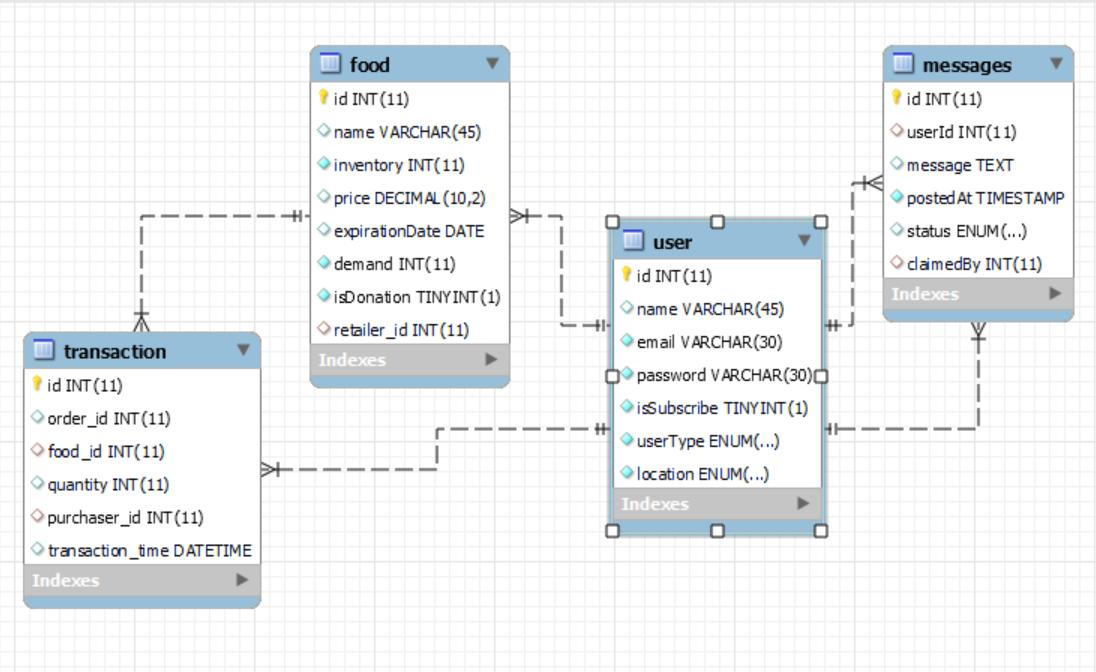 food
id INT(11)
name VARCHAR(45)
inventory INT(11)
price DECIMAL(10,2)
expirationDate DATE
demand INT(11)
isDonation TINYINT(1)
retailer_id INT(11)
Indexes
messages
id INT(11)
userId INT(11)
message TEXT
postedAt TIMESTAMP
status ENUM(...)
claimedBy INT(11)
Indexes
user
id INT(11)
name VARCHAR(45)
email VARCHAR(30)
password VARCHAR(30)
isSubscribe TINYINT(1)
userType ENUM(...)
location ENUM(...)
Indexes
transaction
id INT(11)
order_id INT(11)
food_id INT(11)
quantity INT(11)
purchaser_id INT(11)
transaction_time DATETIME
Indexes